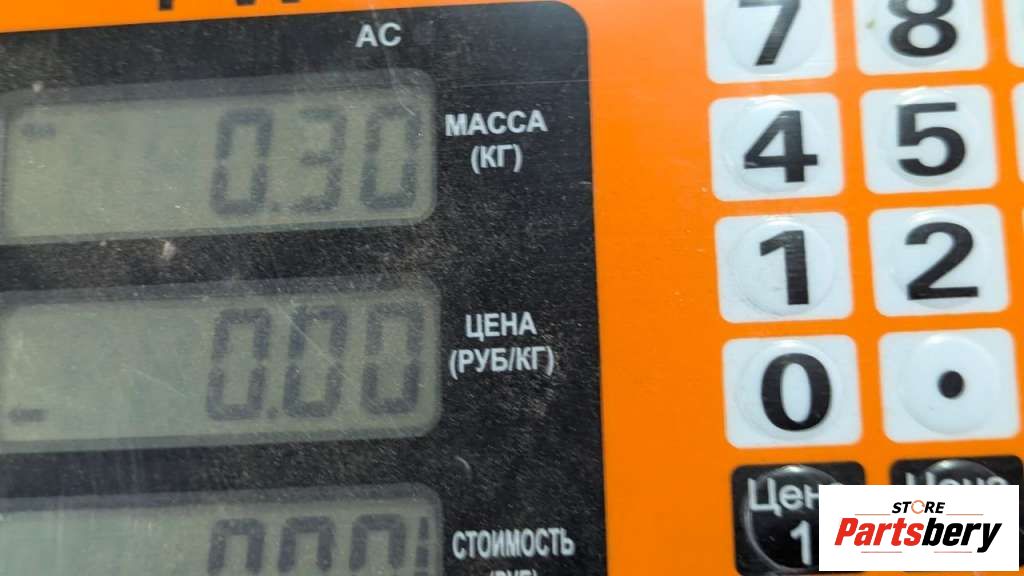 AC
7 8
0.30
МАССА
(КГ)
4 5
1 2
0.00
ЦЕНА
(РУБ/КГ)
0 .
СТОИМОСТЬ
(РУБ)
Цена
1
STORE
Partsbery